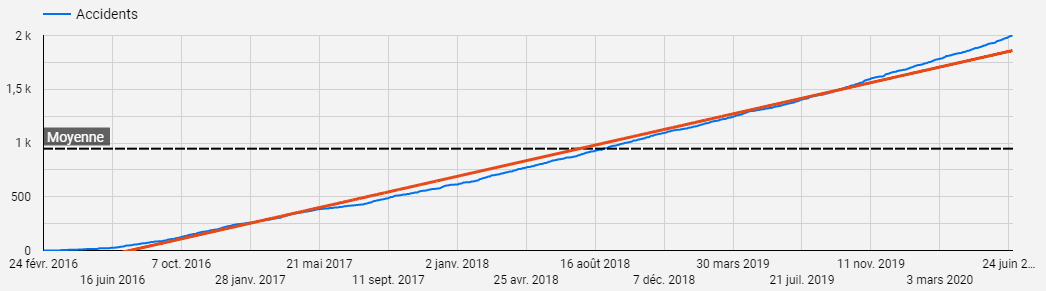 Accidents
2 k
1,5 k
1 k
500
0
Moyenne
24 févr. 2016
16 juin 2016
7 oct. 2016
28 janv. 2017
21 mai 2017
11 sept. 2017
2 janv. 2018
25 avr. 2018
16 août 2018
7 déc. 2018
30 mars 2019
21 juil. 2019
11 nov. 2019
3 mars 2020
24 juin 2…